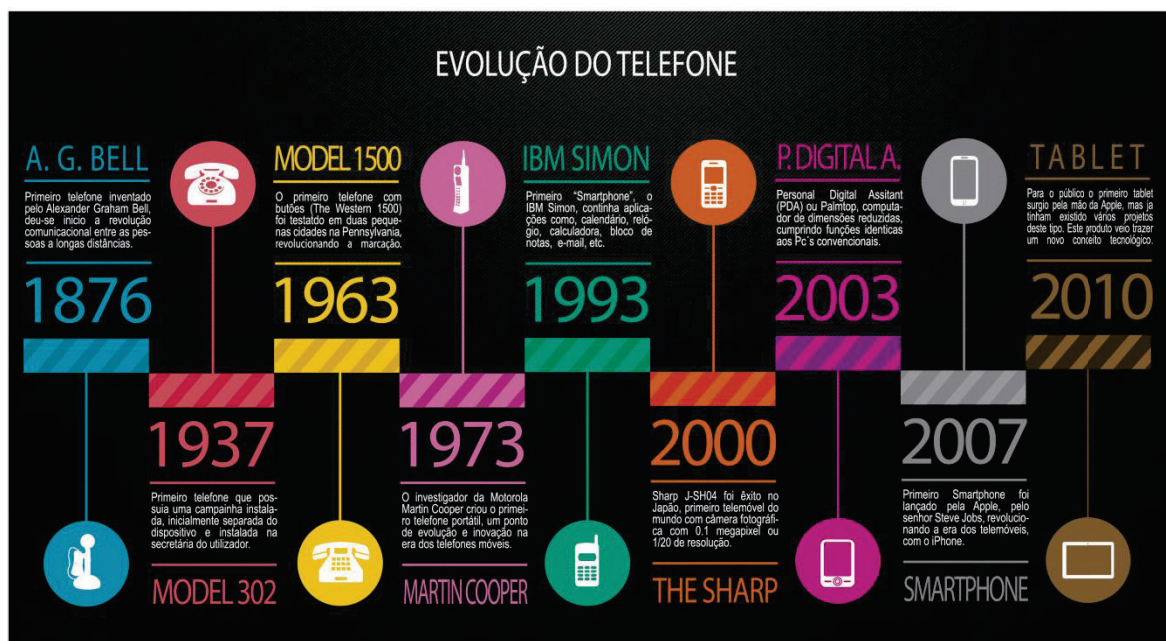 EVOLUÇÃO DO TELEFONE
A. G. BELL
Primeiro telefone inventado
pelo Alexander Graham Bell,
deu-se inicio a revolução
comunicacional entre as pes-
soas a longas distâncias.
1876
1937
Primeiro telefone que pos-
suia uma campainha instala-
da, inicialmente separada do
dispositivo e instalada na
secretária do utilizador.
MODEL 302
MODEL 1500
O primeiro telefone com
butões (The Western 1500)
foi testatdo em duas peque-
nas cidades na Pennsylvania,
revolucionando a marcação.
1963
1973
O investigador da Motorola
Martin Cooper criou o primei-
ro telefone portátil, um ponto
de evolução e inovação na
era dos telefones móveis.
MARTIN COOPER
IBM SIMON
Primeiro "Smartphone", o
IBM Simon, continha aplica-
ções como, calendário, reló-
gio, calculadora, bloco de
notas, e-mail, etc.
1993
2000
Sharp J-SH04 foi êxito no
Japão, primeiro telemóvel do
mundo com câmera fotográfi-
ca com 0.1 megapixel ou
1/20 de resolução.
THE SHARP
P. DIGITAL A.
Personal Digital Assitant
(PDA) ou Palmtop, computa-
dor de dimensões reduzidas,
cumprindo funções identicas
aos Pc´s convencionais.
2003
2007
Primeiro Smartphone foi
lançado pela Apple, pelo
senhor Steve Jobs, revolucio-
nando a era dos telemóveis,
com o iPhone.
SMARTPHONE
TABLET
Para o público o primeiro tablet
surgio pela mão da Apple, mas ja
tinham existido vários projetos
deste tipo. Este produto veio trazer
um novo conceito tecnológico.
2010